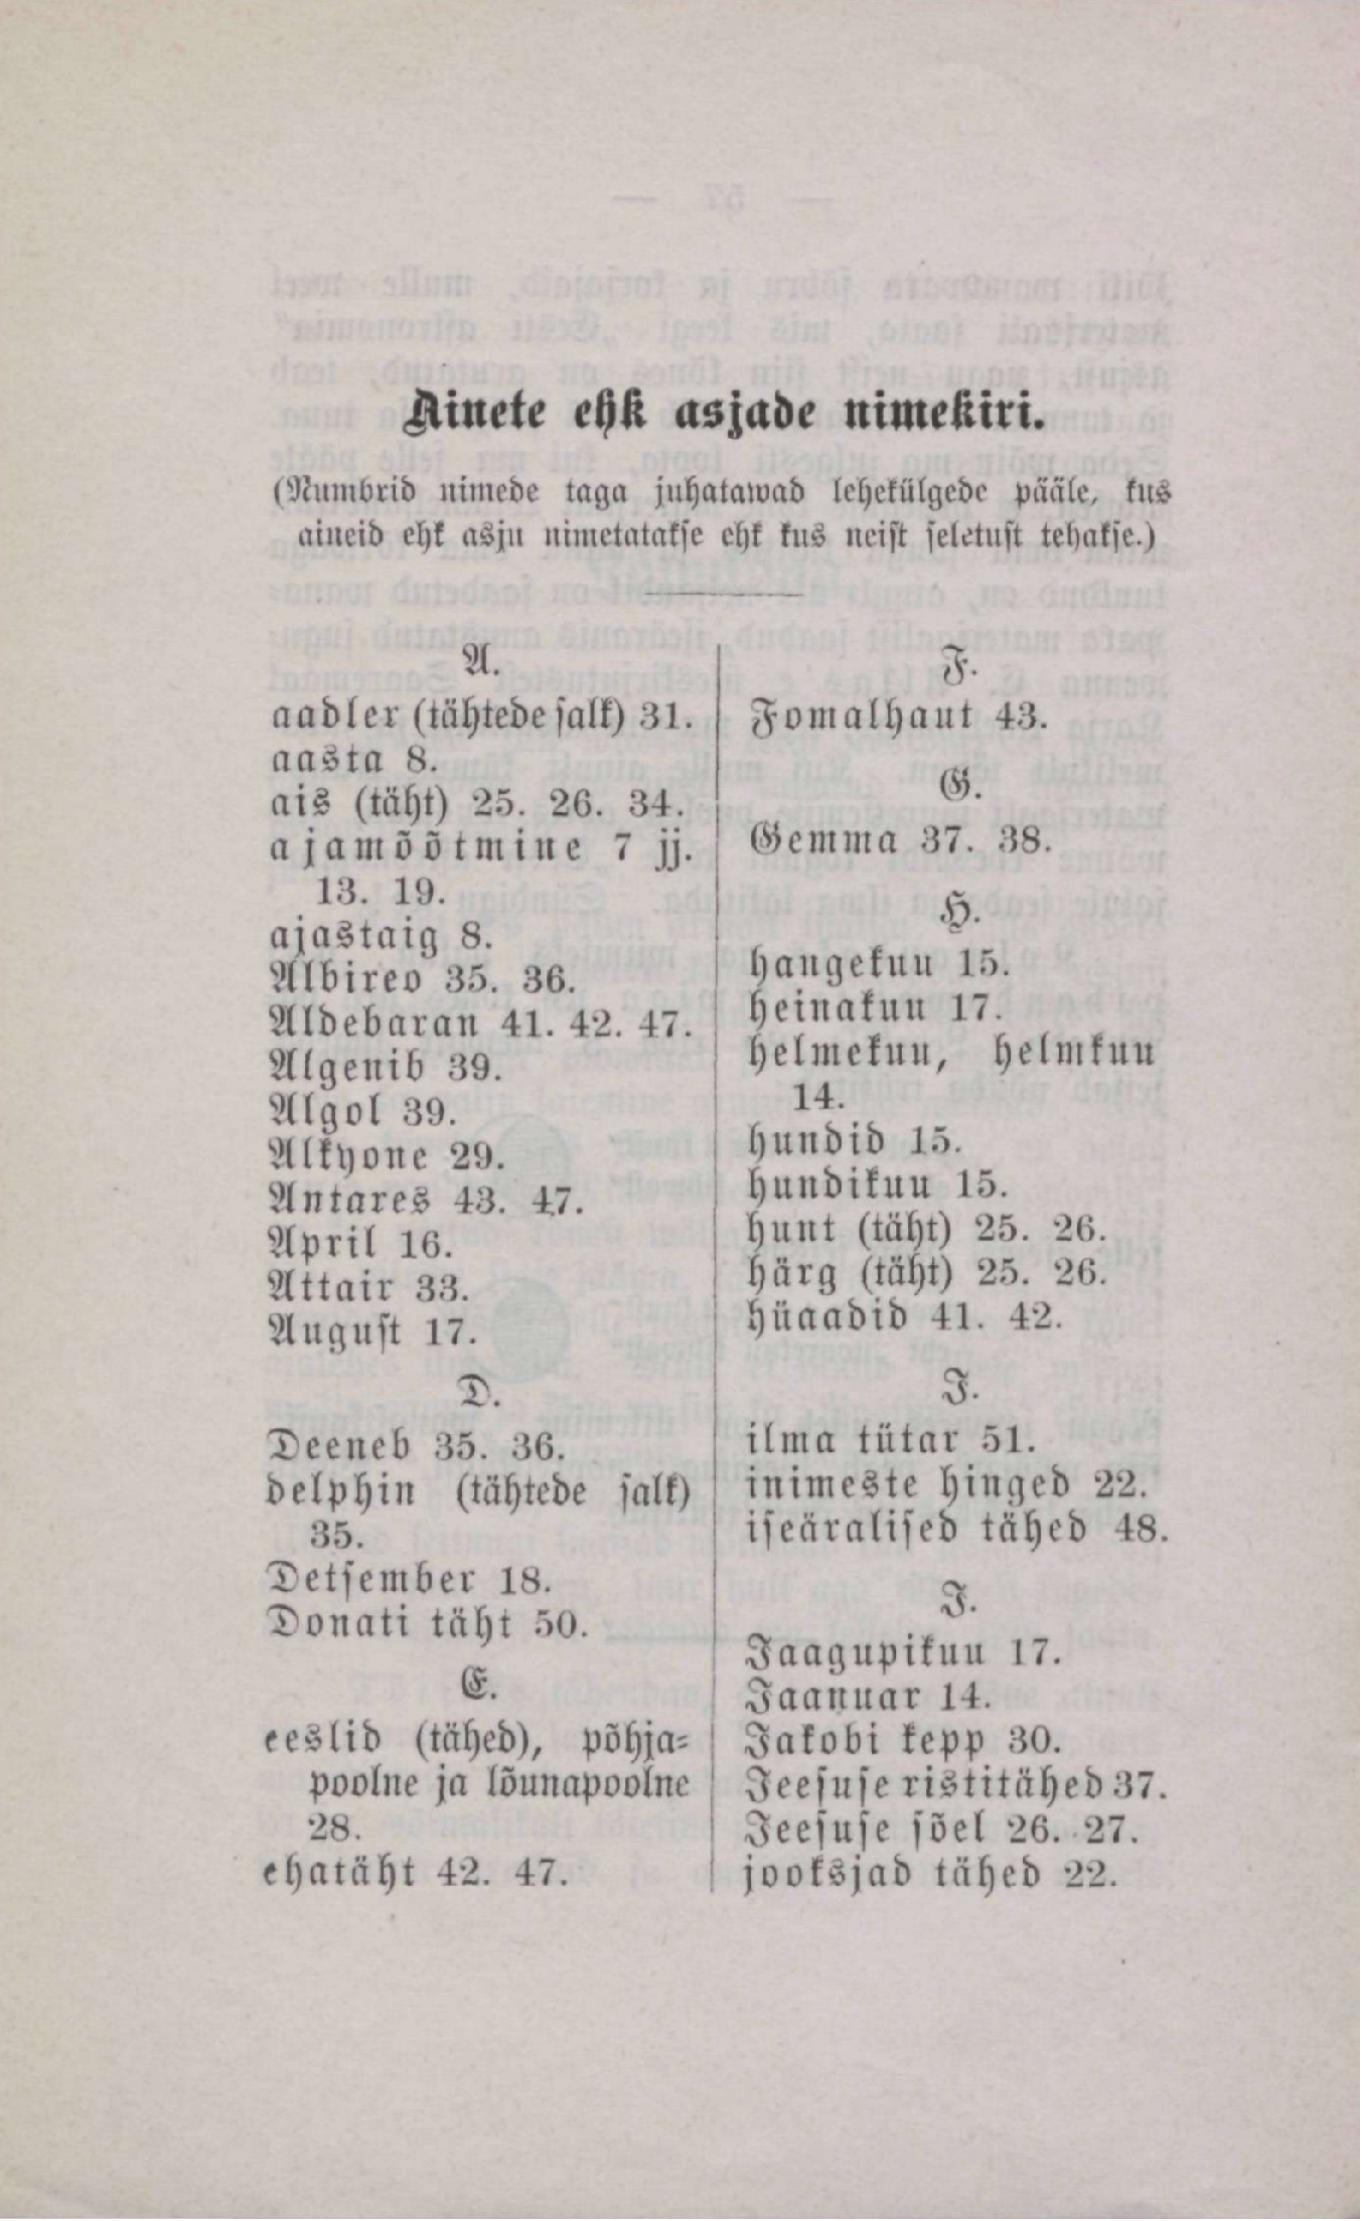 Ainete ehk asjade nimekiri.
(Numbrid nimede taga juhatawad lehekülgede pääle, kus
aineid ehk asju nimetatakse ehk kus neist seletust tehakse.)
A.
aadler (tähtede salk) 31.
aasta 8.
ais (täht) 25. 26. 34.
ajamõõtmine 7 jj.
13. 19.
ajastaig 8.
Albireo 35. 36.
Aldebaran 41. 42. 47.
Algenib 39.
Algol 39.
Alkyone 29.
Antares 43. 47.
April 16.
Attair 33.
August 17.
D.
Deeneb 35. 36.
delphin (tähtede salk)
35.
Detsember 18.
Donati täht 50.
E.
eeslid (tähed), põhja-
poolne ja lõunapoolne
28.
ehatäht 42. 47.
F.
Fomalhaut 43.
G.
Gemma 37. 38.
H.
hangekuu 15.
heinakuu 17.
helmekuu, helmkuu
14.
hundid 15.
hundikuu 15.
hunt (täht) 25. 26.
härg (täht) 25. 26.
hüaadid 41. 42.
I.
ilma tütar 51.
inimeste hinged 22.
iseäralised tähed 48.
J.
Jaagupikuu 17.
Jaanuar 14.
Jakobi kepp 30.
Jeesuse ristitähed 37.
Jeesuse sõel 26. 27.
jooksjad tähed 22.